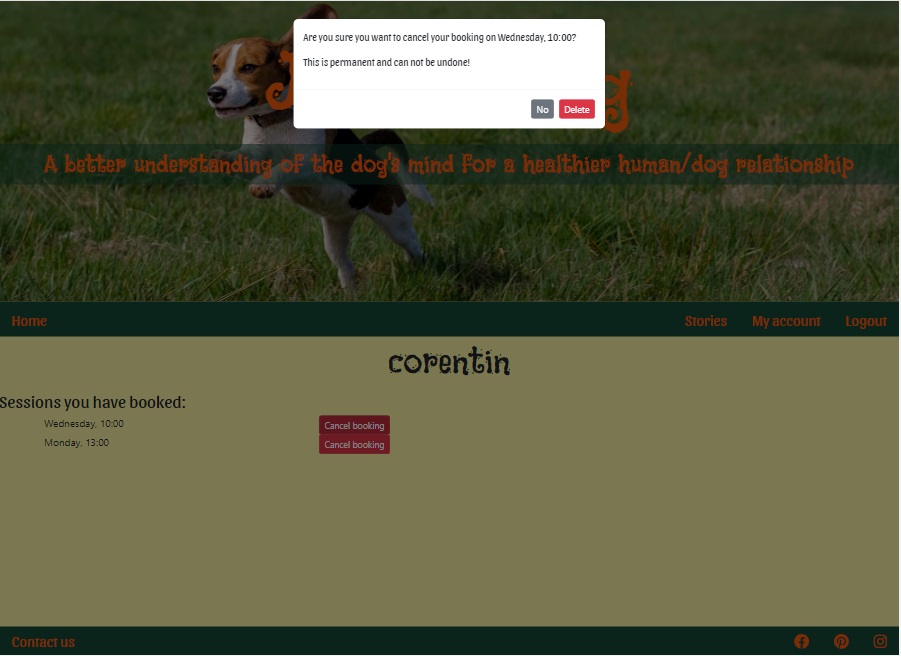 Are you sure you want to cancel your booking on Wednesday, 10:00?
This is permanent and can not be undone!
No Delete
A better understanding of the dog's mind for a healthier human/dog relationship
Home Stories My account Logout
corentin
Sessions you have booked:
Wednesday, 10:00 Cancel booking
Monday, 13:00 Cancel booking
Contact us